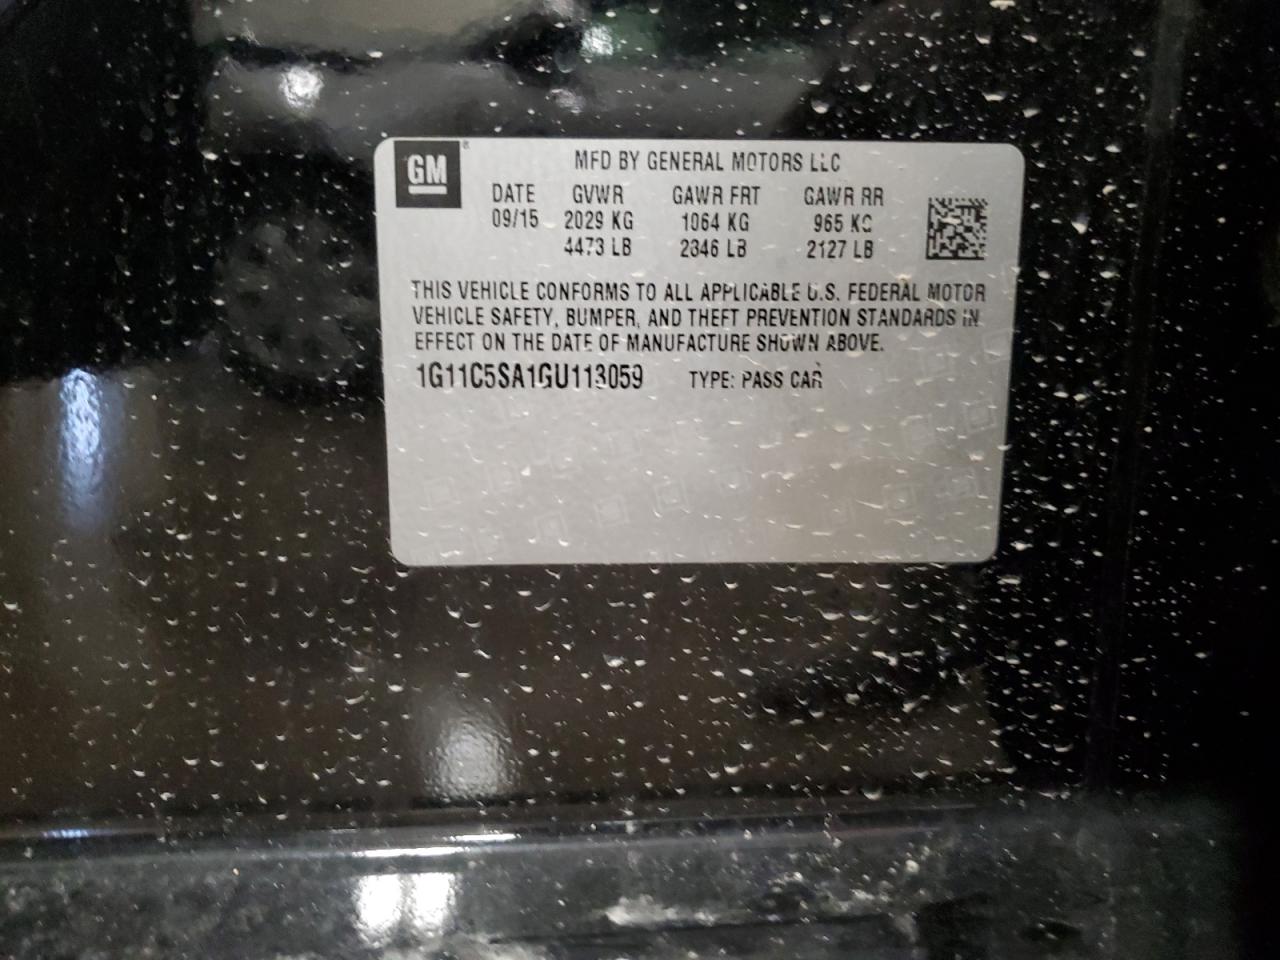 GM®
MFD BY GENERAL MOTORS LLC
DATE GVWR GAWR FRT GAWR RR
09/15 2029 KG 1064 KG 965 KG
4473 LB 2346 LB 2127 LB
THIS VEHICLE CONFORMS TO ALL APPLICABLE U.S. FEDERAL MOTOR
VEHICLE SAFETY, BUMPER, AND THEFT PREVENTION STANDARDS IN
EFFECT ON THE DATE OF MANUFACTURE SHOWN ABOVE.
1G11C5SA1GU113059 TYPE: PASS CAR